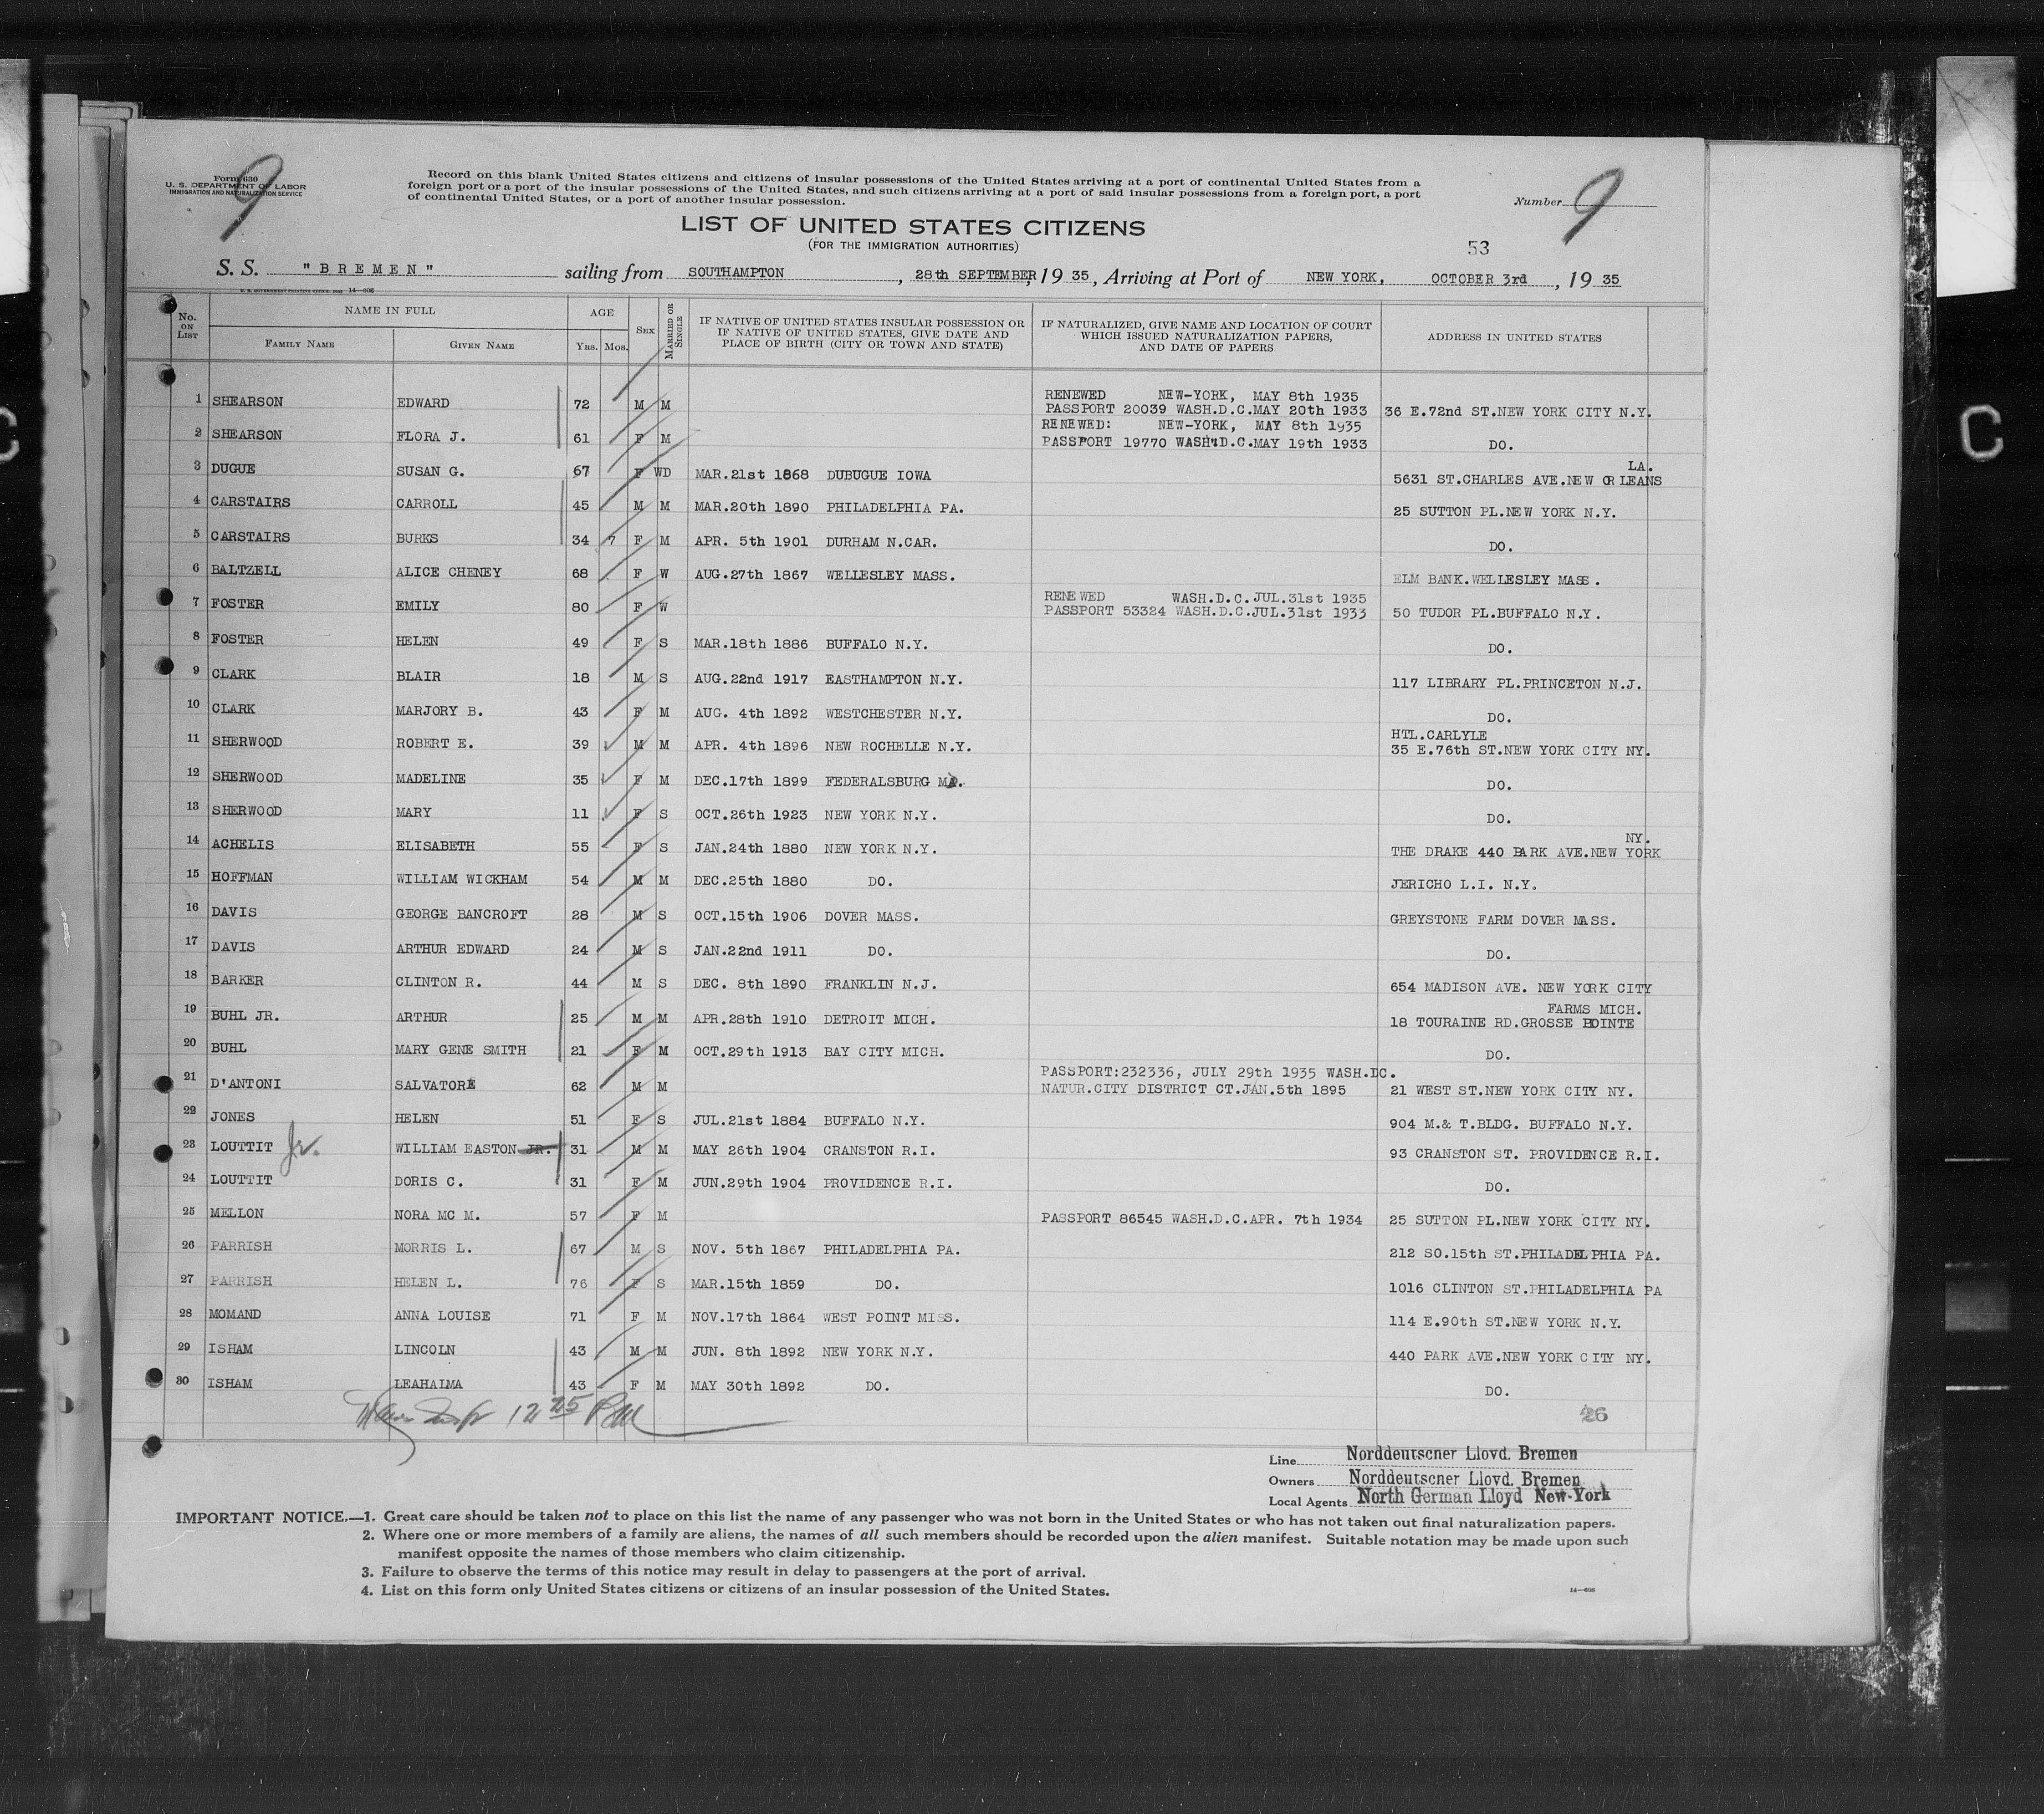 9
Form 630
U. S. DEPARTMENT OF LABOR
IMMIGRATION AND NATURALIZATION SERVICE
Record on this blank United States citizens and citizens of insular possessions of the United States arriving at a port of continental United States from a
foreign port or a port of the insular possessions of the United States, and such citizens arriving at a port of said insular possessions from a foreign port, a port
of continental United States, or a port of another insular possession.
Number 9
LIST OF UNITED STATES CITIZENS
(FOR THE IMMIGRATION AUTHORITIES)
53
S. S. "BREMEN" sailing from SOUTHAMPTON, 28th SEPTEMBER, 1935, Arriving at Port of NEW YORK, OCTOBER 3rd, 1935
No. ON LIST NAME IN FULL AGE SEX MARRIED OR SINGLE IF NATIVE OF UNITED STATES INSULAR POSSESSION OR IF NATIVE OF UNITED STATES, GIVE DATE AND PLACE OF BIRTH (CITY OR TOWN AND STATE) IF NATURALIZED, GIVE NAME AND LOCATION OF COURT WHICH ISSUED NATURALIZATION PAPERS, AND DATE OF PAPERS ADDRESS IN UNITED STATES
FAMILY NAME GIVEN NAME YRS. MOS.
RENEWED NEW-YORK, MAY 8th 1935
1 SHEARSON EDWARD 72 M M PASSPORT 20039 WASH.D.C.MAY 20th 1933 36 E.72nd ST.NEW YORK CITY N.Y.
RENEWED: NEW-YORK, MAY 8th 1935
2 SHEARSON FLORA J. 61 F M PASSPORT 19770 WASH.D.C.MAY 19th 1933 DO.
LA.
3 DUGUE SUSAN G. 67 F WD MAR.21st 1868 DUBUGUE IOWA 5631 ST.CHARLES AVE.NEW ORLEANS
4 CARSTAIRS CARROLL 45 M M MAR.20th 1890 PHILADELPHIA PA. 25 SUTTON PL.NEW YORK N.Y.
5 CARSTAIRS BURKS 34 7 F M APR. 5th 1901 DURHAM N.CAR. DO.
6 BALTZELL ALICE CHENEY 68 F W AUG.27th 1867 WELLESLEY MASS. ELM BANK.WELLESLEY MASS.
RENEWED WASH.D.C.JUL.31st 1935
7 FOSTER EMILY 80 F W PASSPORT 53324 WASH.D.C.JUL.31st 1933 50 TUDOR PL.BUFFALO N.Y.
8 FOSTER HELEN 49 F S MAR.18th 1886 BUFFALO N.Y. DO.
9 CLARK BLAIR 18 M S AUG.22nd 1917 EASTHAMPTON N.Y. 117 LIBRARY PL.PRINCETON N.J.
10 CLARK MARJORY B. 43 F M AUG. 4th 1892 WESTCHESTER N.Y. DO.
HTL.CARLYLE
11 SHERWOOD ROBERT E. 39 M M APR. 4th 1896 NEW ROCHELLE N.Y. 35 E.76th ST.NEW YORK CITY NY.
12 SHERWOOD MADELINE 35 F M DEC.17th 1899 FEDERALSBURG MD. DO.
13 SHERWOOD MARY 11 F S OCT.26th 1923 NEW YORK N.Y. DO.
NY.
14 ACHELIS ELISABETH 55 F S JAN.24th 1880 NEW YORK N.Y. THE DRAKE 440 PARK AVE.NEW YORK
15 HOFFMAN WILLIAM WICKHAM 54 M M DEC.25th 1880 DO. JERICHO L.I. N.Y.
16 DAVIS GEORGE BANCROFT 28 M S OCT.15th 1906 DOVER MASS. GREYSTONE FARM DOVER MASS.
17 DAVIS ARTHUR EDWARD 24 M S JAN.22nd 1911 DO. DO.
18 BARKER CLINTON R. 44 M S DEC. 8th 1890 FRANKLIN N.J. 654 MADISON AVE. NEW YORK CITY
FARMS MICH.
19 BUHL JR. ARTHUR 25 M M APR.28th 1910 DETROIT MICH. 18 TOURAINE RD.GROSSE POINTE
20 BUHL MARY GENE SMITH 21 F M OCT.29th 1913 BAY CITY MICH. DO.
PASSPORT:232336, JULY 29th 1935 WASH.DC.
21 D'ANTONI SALVATORE 62 M M NATUR.CITY DISTRICT CT.JAN.5th 1895 21 WEST ST.NEW YORK CITY NY.
22 JONES HELEN 51 F S JUL.21st 1884 BUFFALO N.Y. 904 M.& T.BLDG. BUFFALO N.Y.
23 LOUTTIT Jr. WILLIAM EASTON JR. 31 M M MAY 26th 1904 CRANSTON R.I. 93 CRANSTON ST. PROVIDENCE R.I.
24 LOUTTIT DORIS C. 31 F M JUN.29th 1904 PROVIDENCE R.I. DO.
25 MELLON NORA MC M. 57 F M PASSPORT 86545 WASH.D.C.APR. 7th 1934 25 SUTTON PL.NEW YORK CITY NY.
26 PARRISH MORRIS L. 67 M S NOV. 5th 1867 PHILADELPHIA PA. 212 SO.15th ST.PHILADELPHIA PA.
27 PARRISH HELEN L. 76 F S MAR.15th 1859 DO. 1016 CLINTON ST.PHILADELPHIA PA
28 MOMAND ANNA LOUISE 71 F M NOV.17th 1864 WEST POINT MISS. 114 E.90th ST.NEW YORK N.Y.
29 ISHAM LINCOLN 43 M M JUN. 8th 1892 NEW YORK N.Y. 440 PARK AVE.NEW YORK CITY NY.
30 ISHAM LEAHALMA 43 F M MAY 30th 1892 DO. DO.
12 25 PM
26
Line Norddeutscher Lloyd. Bremen
Owners Norddeutscher Lloyd. Bremen
Local Agents North German Lloyd New-York
IMPORTANT NOTICE.—1. Great care should be taken not to place on this list the name of any passenger who was not born in the United States or who has not taken out final naturalization papers.
2. Where one or more members of a family are aliens, the names of all such members should be recorded upon the alien manifest. Suitable notation may be made upon such
manifest opposite the names of those members who claim citizenship.
3. Failure to observe the terms of this notice may result in delay to passengers at the port of arrival.
4. List on this form only United States citizens or citizens of an insular possession of the United States.
14—608
C